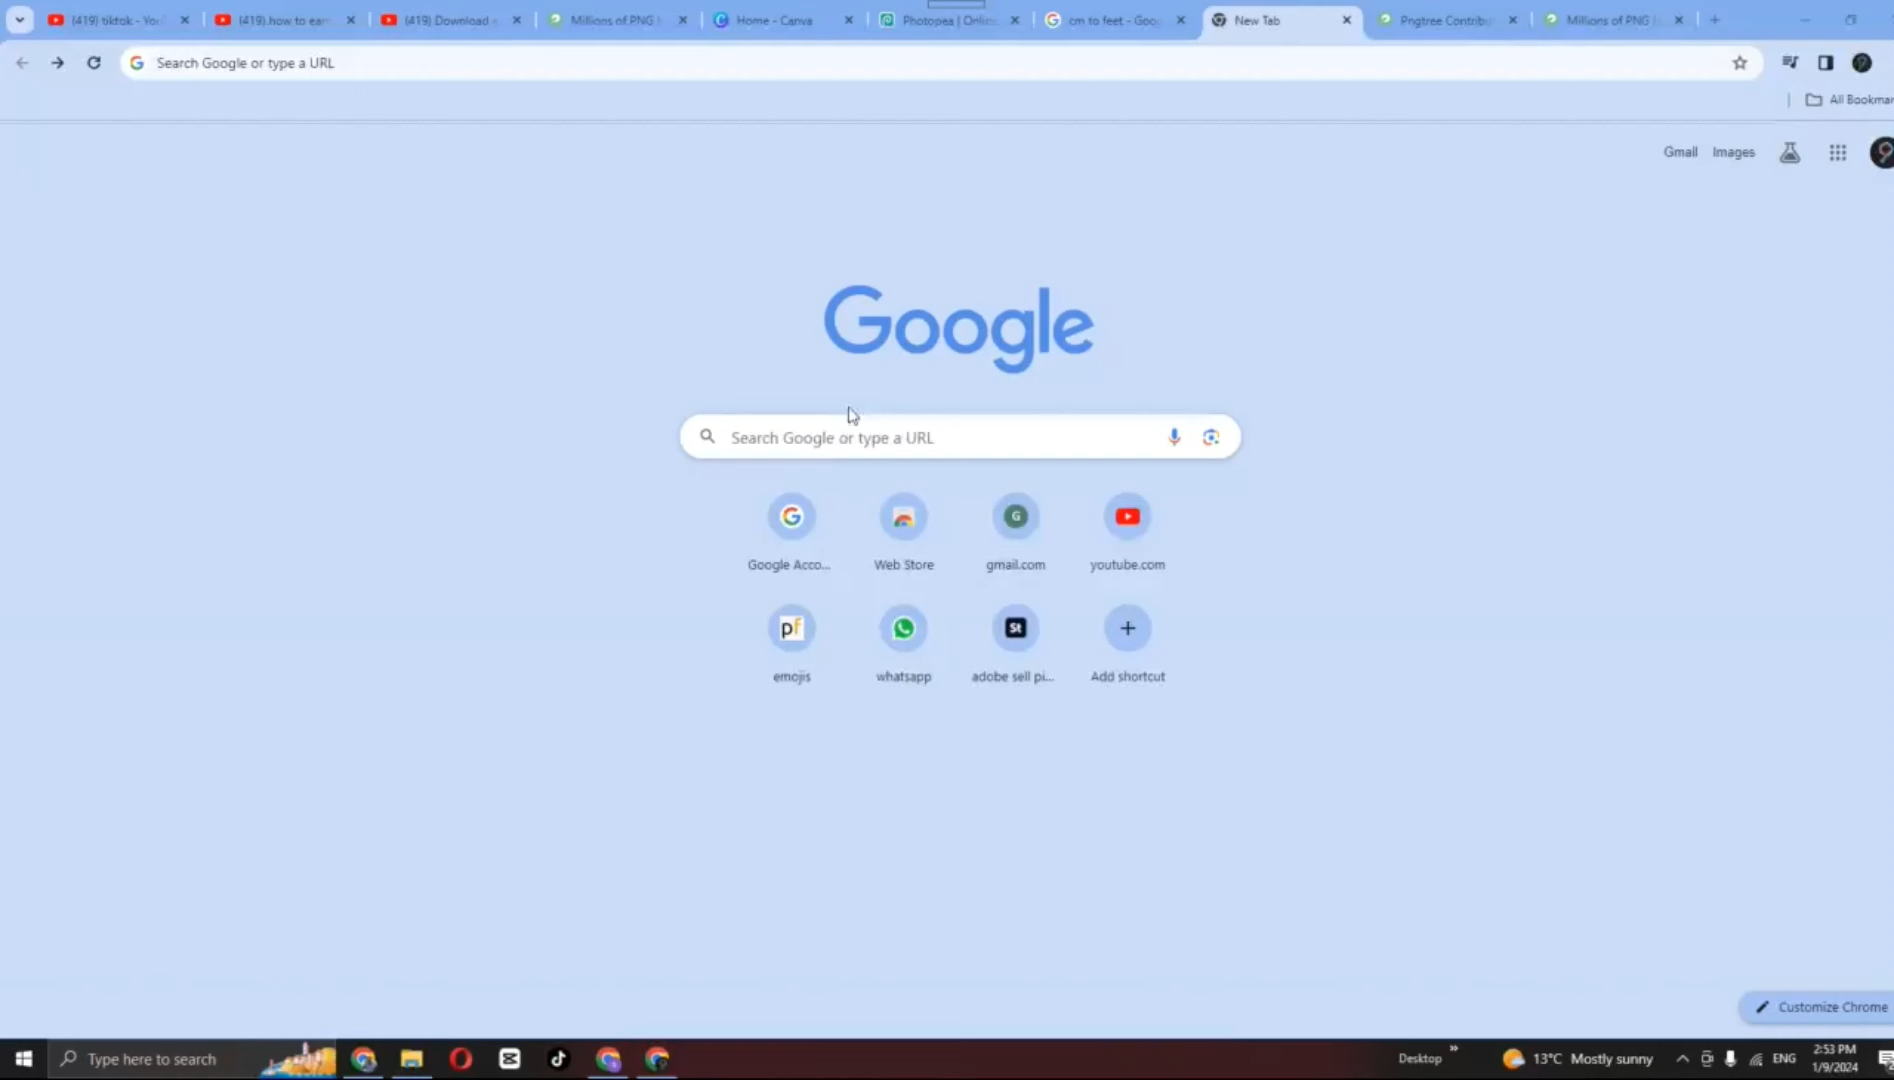 (419) tiktok - You
(419) how to earn
(419) Download
Millions of PNG
Home - Canva
Photopea | Online
cm to feet - Goog
New Tab
Pngtree Contribu
Millions of PNG
Search Google or type a URL
All Bookmar
Gmail Images
Google
Search Google or type a URL
G
Google Acco... Web Store gmail.com youtube.com
pf St
emojis whatsapp adobe sell pi... Add shortcut
Customize Chrome
Type here to search
Desktop
13°C Mostly sunny
ENG
2:53 PM
1/9/2024